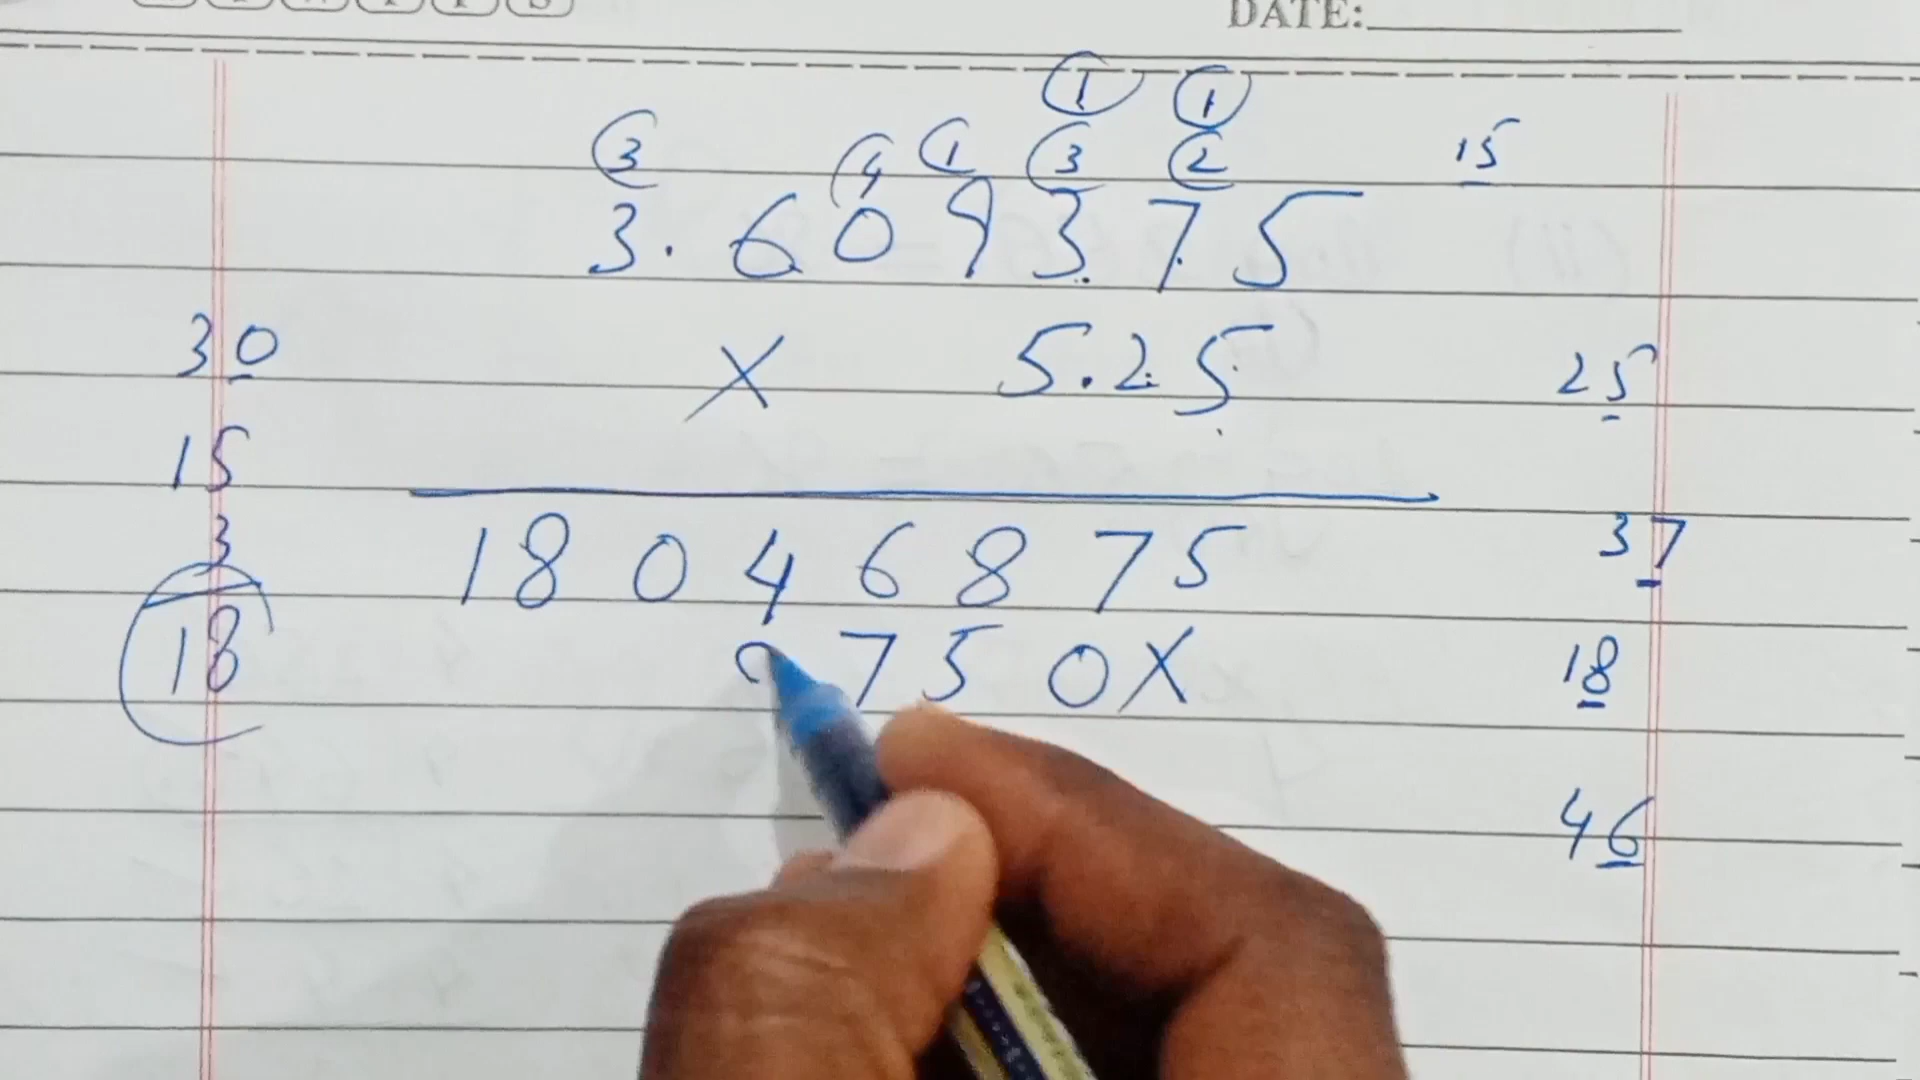 DATE:
1 1
3 4 1 3 2 15
3.609375
30 × 5.25 25
15
3 18046875 37
18 750X 18
46